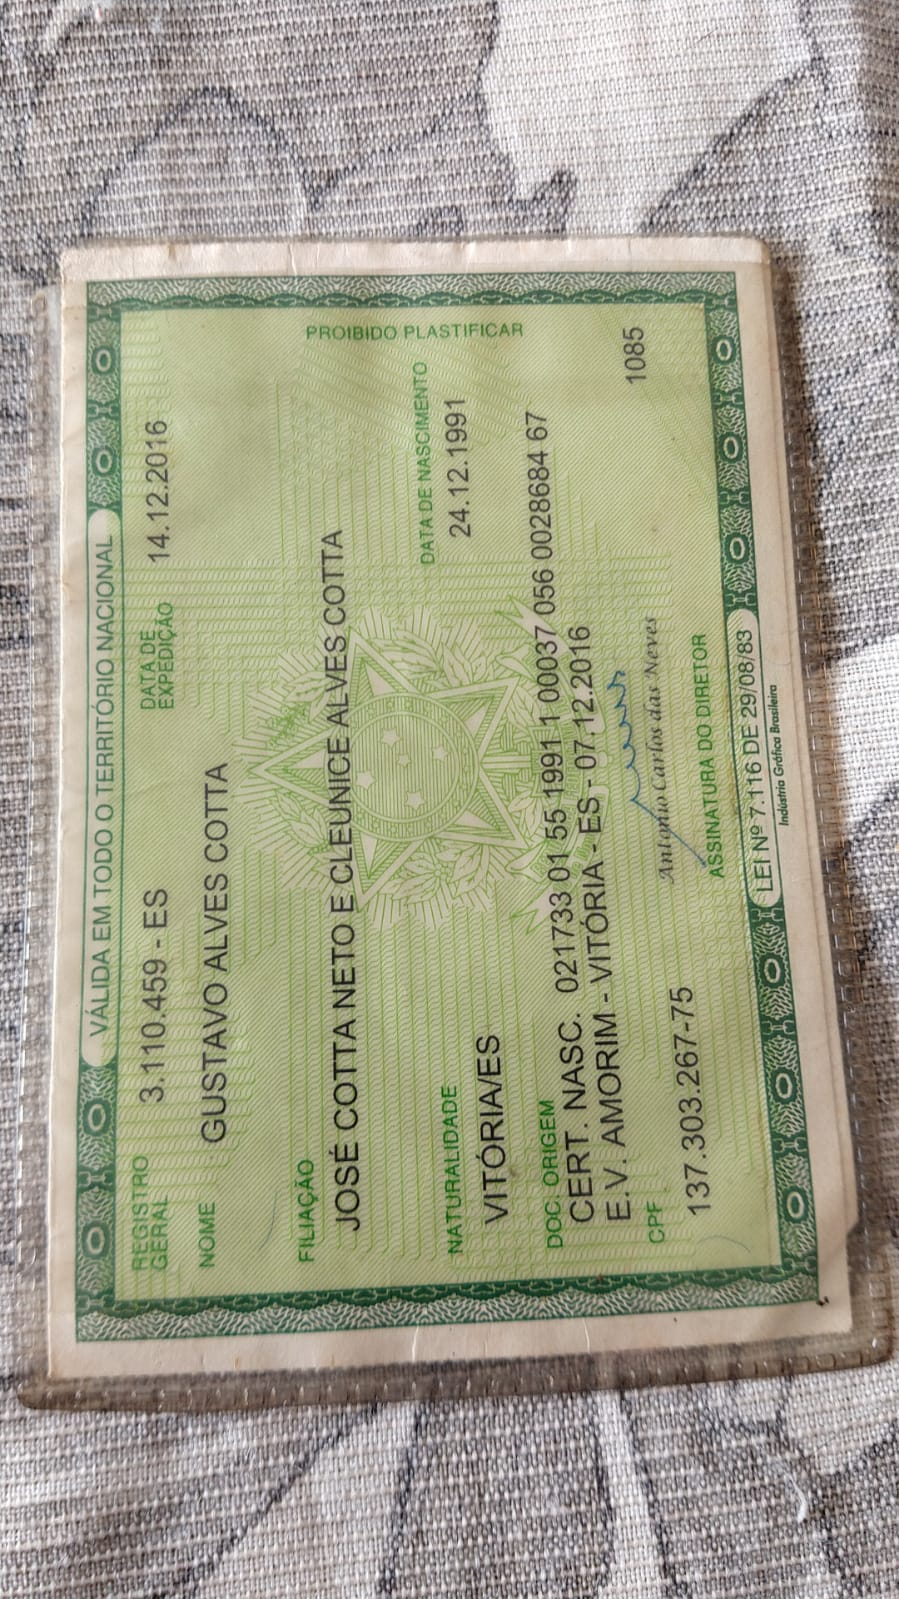 VÁLIDA EM TODO O TERRITÓRIO NACIONAL
REGISTRO GERAL 3.110.459 - ES DATA DE EXPEDIÇÃO 14.12.2016
NOME GUSTAVO ALVES COTTA
FILIAÇÃO
JOSÉ COTTA NETO E CLEUNICE ALVES COTTA
NATURALIDADE DATA DE NASCIMENTO
VITÓRIA/ES 24.12.1991
DOC. ORIGEM
CERT. NASC. 021733 01 55 1991 1 00037 056 0028684 67
E.V. AMORIM - VITÓRIA - ES - 07.12.2016
CPF
137.303.267-75
Antonio Carlos das Neves
1085
ASSINATURA DO DIRETOR
LEI Nº 7.116 DE 29/08/83
Indústria Gráfica Brasileira
PROIBIDO PLASTIFICAR